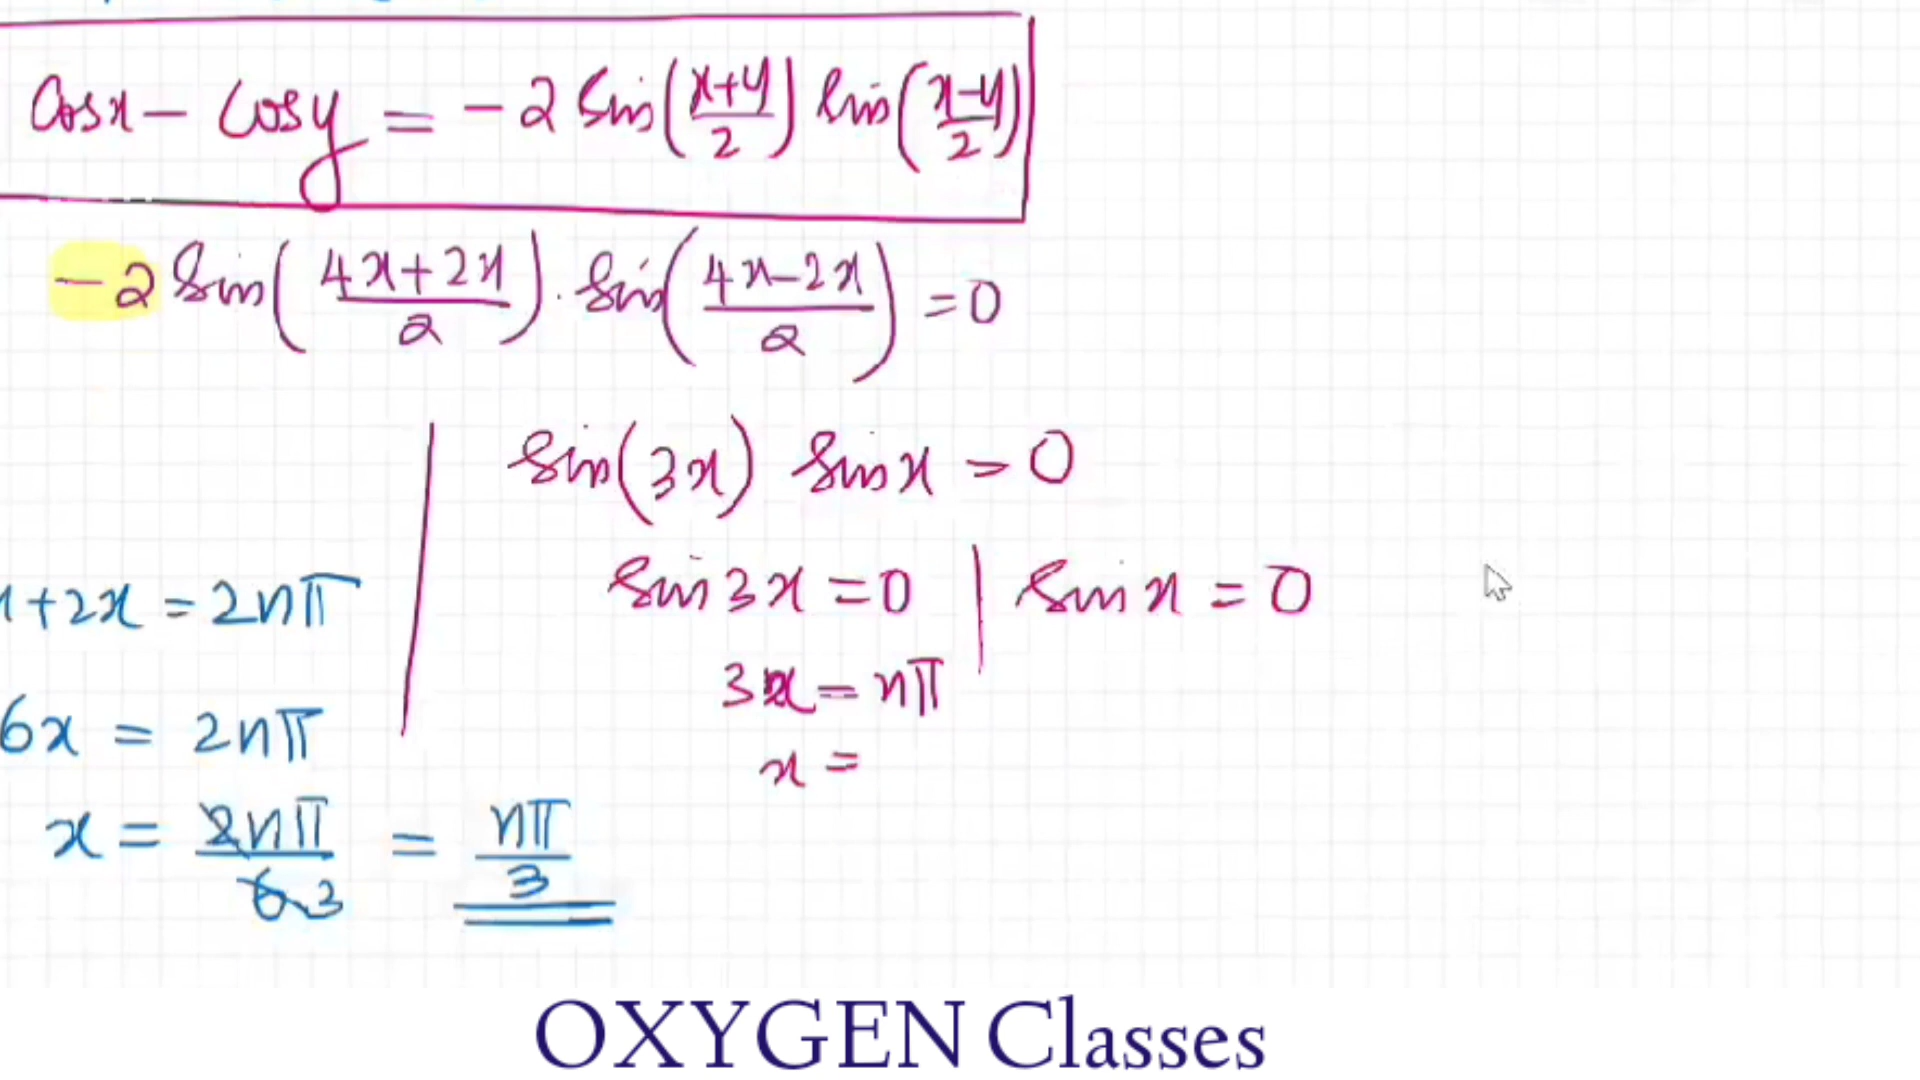 Cosx - Cosy = -2 Sin(x+y/2) Sin(x-y/2)
-2 Sin(4x+2x/2) . Sin(4x-2x/2) = 0
Sin(3x) Sinx = 0
Sin3x = 0 | Sinx = 0
3x = nπ
x =
x+2x = 2nπ
6x = 2nπ
x = 2nπ/6 3 = nπ/3
OXYGEN Classes